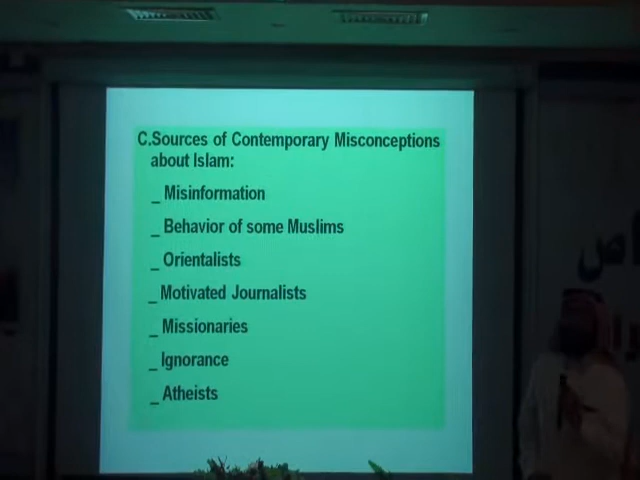 C.Sources of Contemporary Misconceptions
about Islam:
_ Misinformation
_ Behavior of some Muslims
_ Orientalists
_ Motivated Journalists
_ Missionaries
_ Ignorance
_ Atheists